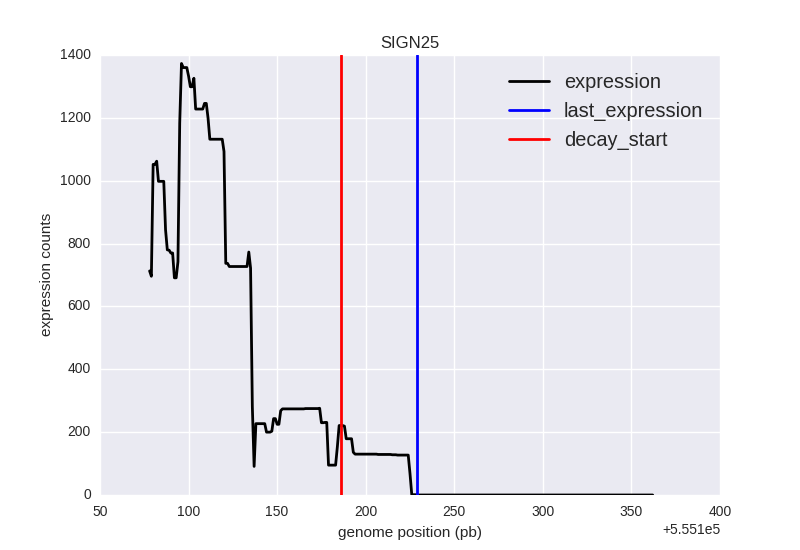 SIGN25
expression
last_expression
decay_start
1400
1200
1000
800
600
400
200
0
expression counts
50 100 150 200 250 300 350 400
+5.551e5
genome position (pb)